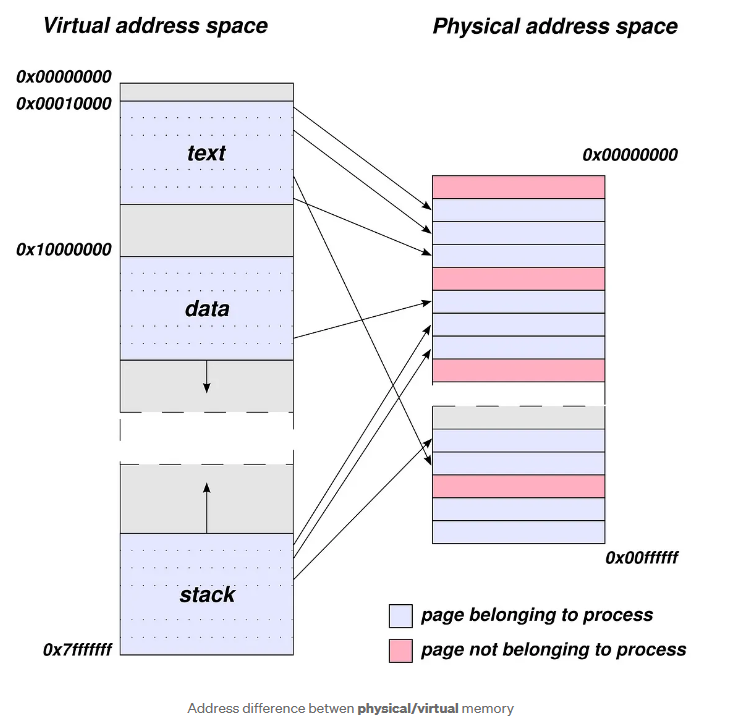 Virtual address space
Physical address space
0x00000000
0x00010000
text
0x00000000
0x10000000
data
stack
0x00ffffff
page belonging to process
0x7fffffff
page not belonging to process
Address difference betwen physical/virtual memory